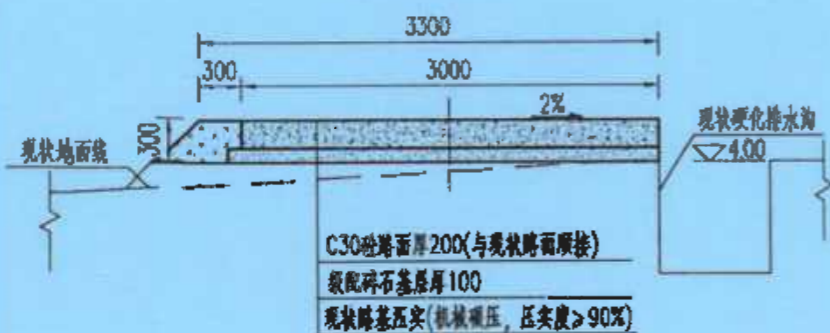 3300
300
3000
2%
300
现状地面线
现状硬化排水沟
4.00
C30砼路面厚200(与现状路面顺接)
级配碎石基层厚100
现状路基压实(机械碾压，压实度≥90%)